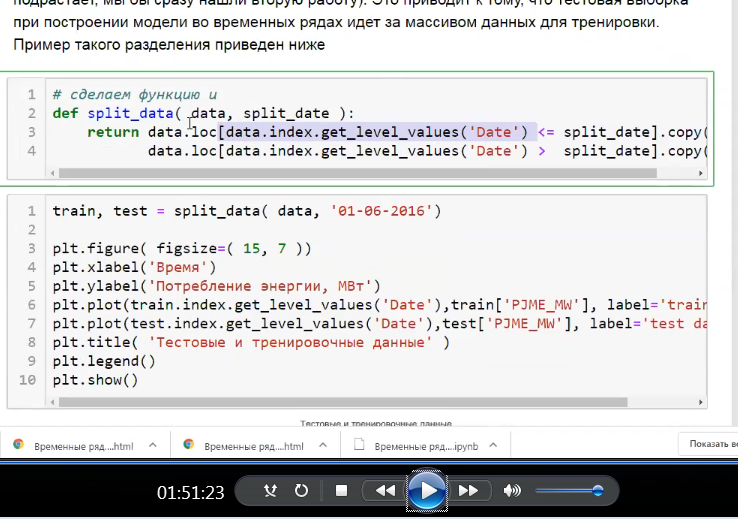 подрастает, мы бы сразу нашли вторую работу). Это приводит к тому, что тестовая выборка
при построении модели во временных рядах идет за массивом данных для тренировки.
Пример такого разделения приведен ниже
1 # сделаем функцию и
2 def split_data( data, split_date ):
3 return data.loc[data.index.get_level_values('Date') <= split_date].copy(
4 data.loc[data.index.get_level_values('Date') > split_date].copy(
1 train, test = split_data( data, '01-06-2016')
2
3 plt.figure( figsize=( 15, 7 ))
4 plt.xlabel('Время')
5 plt.ylabel('Потребление энергии, МВт')
6 plt.plot(train.index.get_level_values('Date'),train['PJME_MW'], label='train
7 plt.plot(test.index.get_level_values('Date'),test['PJME_MW'], label='test da
8 plt.title( 'Тестовые и тренировочные данные' )
9 plt.legend()
10 plt.show()
Тестовые и тренировочные данные
Временные ряд....html Временные ряд....html Временные ряд....ipynb Показать вс
01:51:23